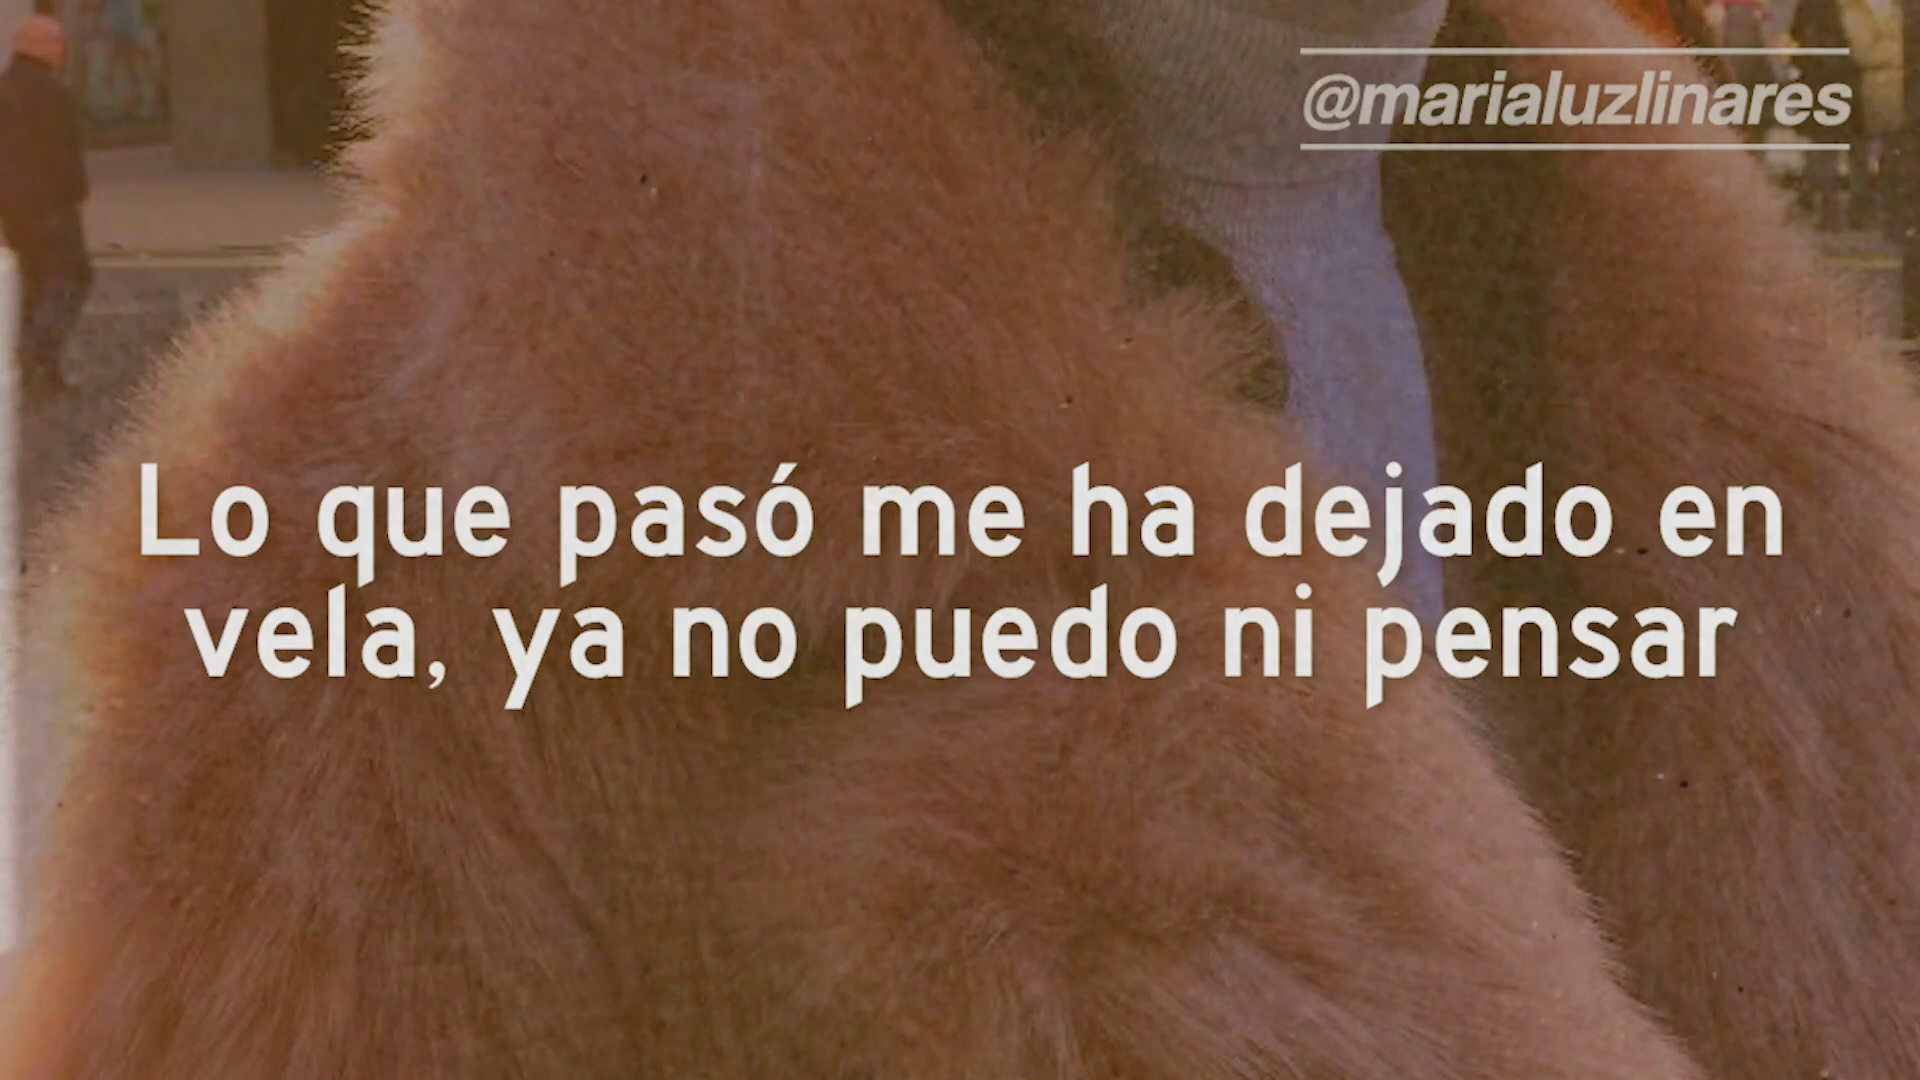 @marialuzlinares
Lo que pasó me ha dejado en
vela, ya no puedo ni pensar